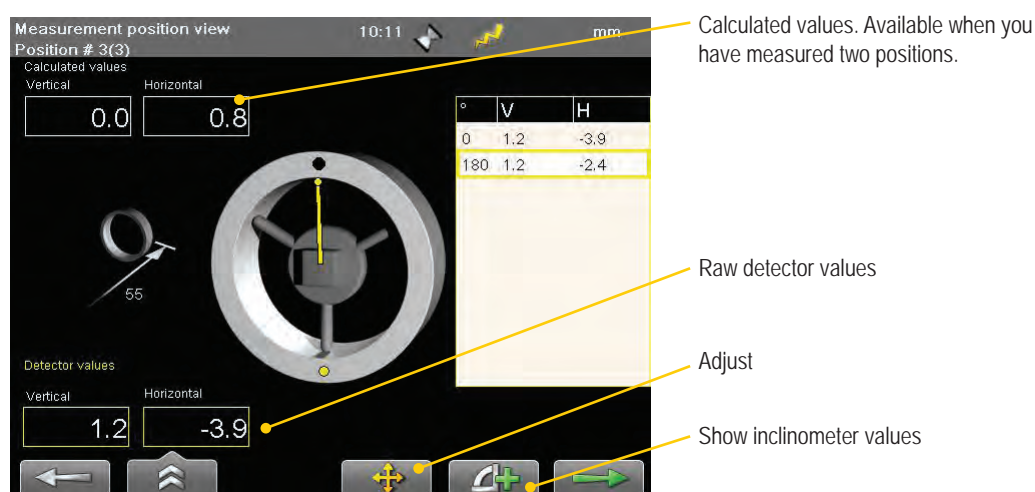 Measurement position view
Position # 3(3)
10:11
mm
Calculated values
Vertical Horizontal
0.0 0.8
° V H
0 1.2 -3.9
180 1.2 -2.4
55
Detector values
Vertical Horizontal
1.2 -3.9
Calculated values. Available when you
have measured two positions.
Raw detector values
Adjust
Show inclinometer values